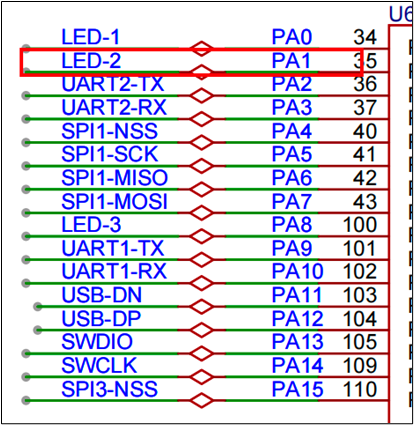 U6
LED-1 PA0 34
LED-2 PA1 35
UART2-TX PA2 36
UART2-RX PA3 37
SPI1-NSS PA4 40
SPI1-SCK PA5 41
SPI1-MISO PA6 42
SPI1-MOSI PA7 43
LED-3 PA8 100
UART1-TX PA9 101
UART1-RX PA10 102
USB-DN PA11 103
USB-DP PA12 104
SWDIO PA13 105
SWCLK PA14 109
SPI3-NSS PA15 110